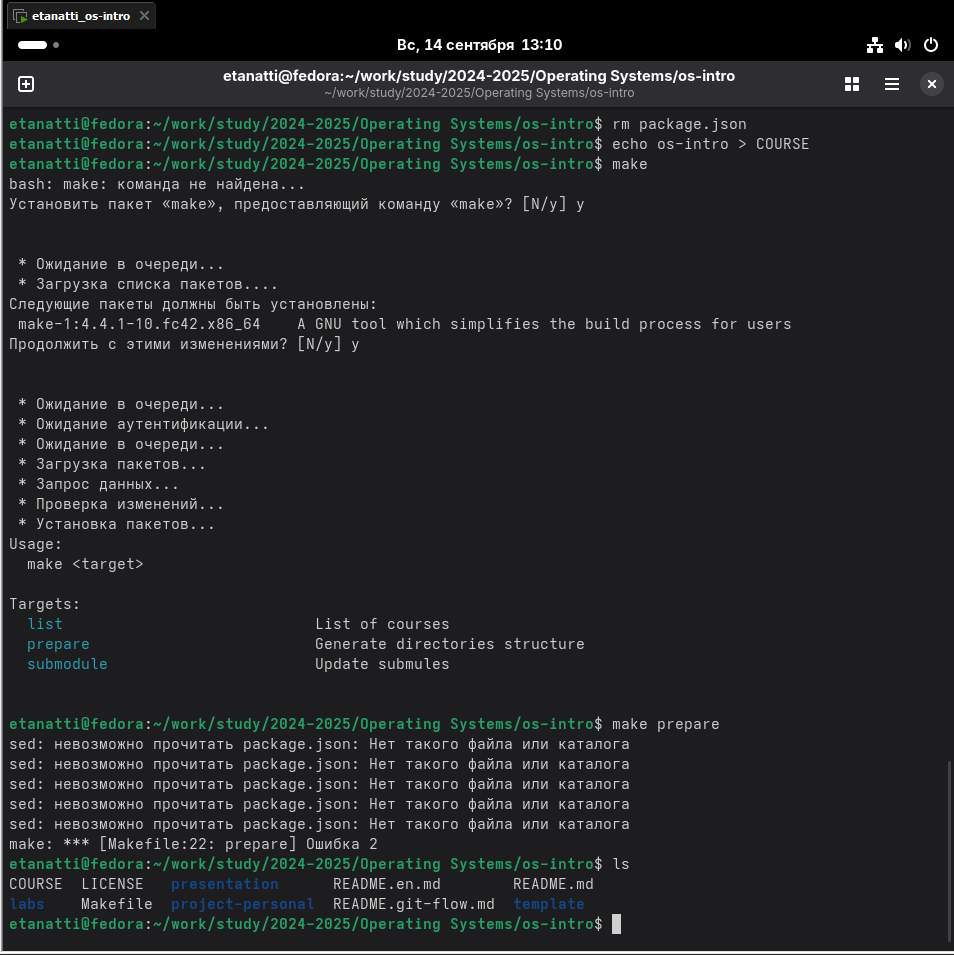 etanatti_os-intro
Вс, 14 сентября 13:10
etanatti@fedora:~/work/study/2024-2025/Operating Systems/os-intro
~/work/study/2024-2025/Operating Systems/os-intro
etanatti@fedora:~/work/study/2024-2025/Operating Systems/os-intro$ rm package.json
etanatti@fedora:~/work/study/2024-2025/Operating Systems/os-intro$ echo os-intro > COURSE
etanatti@fedora:~/work/study/2024-2025/Operating Systems/os-intro$ make
bash: make: команда не найдена...
Установить пакет «make», предоставляющий команду «make»? [N/y] y
* Ожидание в очереди...
* Загрузка списка пакетов....
Следующие пакеты должны быть установлены:
make-1:4.4.1-10.fc42.x86_64    A GNU tool which simplifies the build process for users
Продолжить с этими изменениями? [N/y] y
* Ожидание в очереди...
* Ожидание аутентификации...
* Ожидание в очереди...
* Загрузка пакетов...
* Запрос данных...
* Проверка изменений...
* Установка пакетов...
Usage:
make <target>
Targets:
list                            List of courses
prepare                         Generate directories structure
submodule                       Update submules
etanatti@fedora:~/work/study/2024-2025/Operating Systems/os-intro$ make prepare
sed: невозможно прочитать package.json: Нет такого файла или каталога
sed: невозможно прочитать package.json: Нет такого файла или каталога
sed: невозможно прочитать package.json: Нет такого файла или каталога
sed: невозможно прочитать package.json: Нет такого файла или каталога
sed: невозможно прочитать package.json: Нет такого файла или каталога
make: *** [Makefile:22: prepare] Ошибка 2
etanatti@fedora:~/work/study/2024-2025/Operating Systems/os-intro$ ls
COURSE  LICENSE   presentation      README.en.md        README.md
labs    Makefile  project-personal  README.git-flow.md  template
etanatti@fedora:~/work/study/2024-2025/Operating Systems/os-intro$